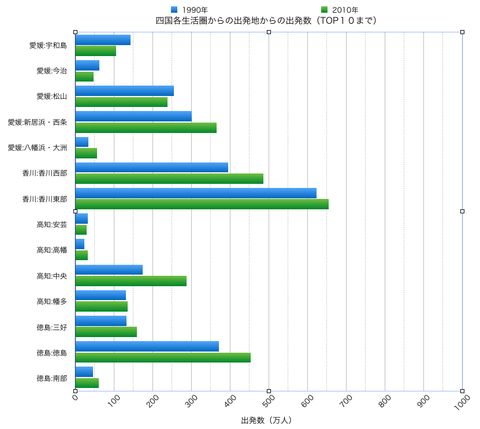 1990年 2010年
四国各生活圏からの出発地からの出発数（TOP１０まで）
愛媛:宇和島
愛媛:今治
愛媛:松山
愛媛:新居浜・西条
愛媛:八幡浜・大洲
香川:香川西部
香川:香川東部
高知:安芸
高知:高幡
高知:中央
高知:幡多
徳島:三好
徳島:徳島
徳島:南部
0 100 200 300 400 500 600 700 800 900 1000
出発数（万人）